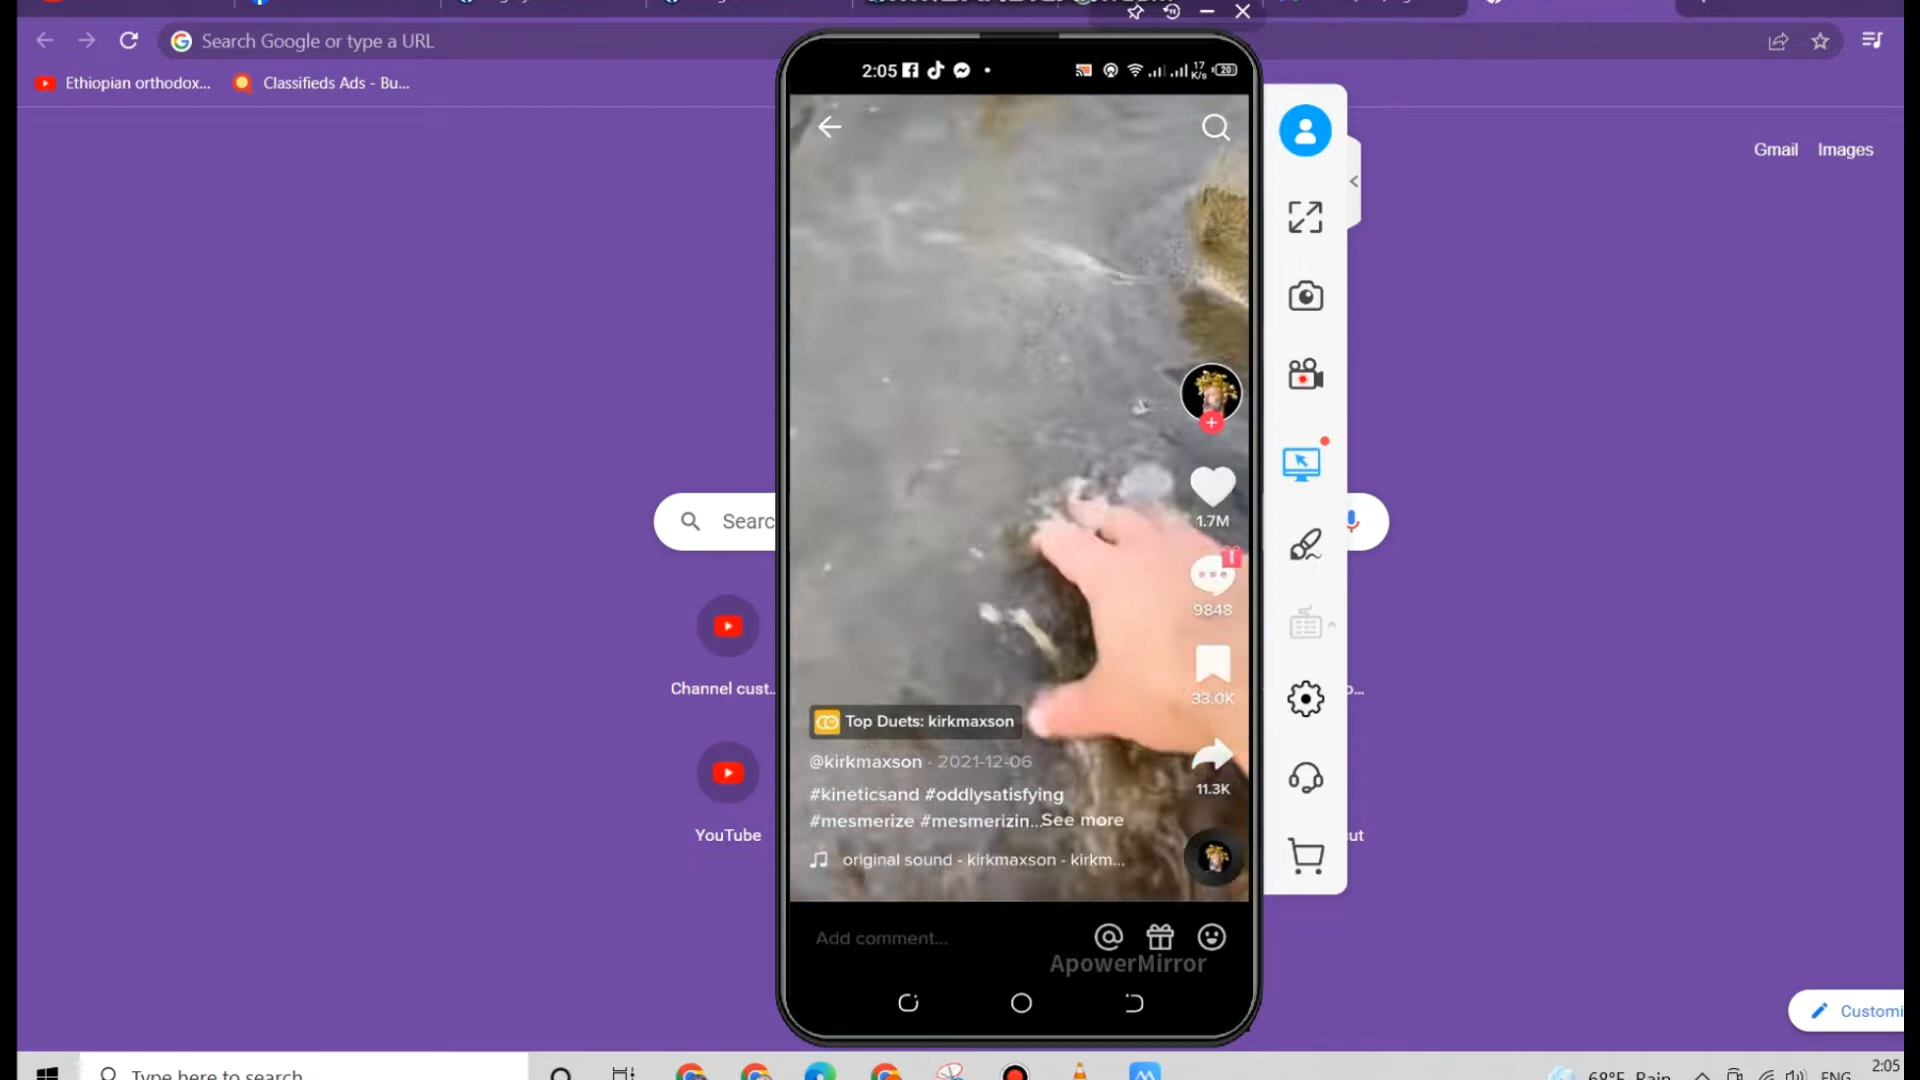 Search Google or type a URL
Ethiopian orthodox...
Classifieds Ads - Bu...
Gmail
Images
2:05
17
K/s
20
Searc
Channel cust...
YouTube
1.7M
9848
33.0K
11.3K
Top Duets: kirkmaxson
@kirkmaxson · 2021-12-06
#kineticsand #oddlysatisfying
#mesmerize #mesmerizin...See more
original sound - kirkmaxson - kirkm...
Add comment...
ApowerMirror
Customi
Type here to search
68°F Rain
ENG
2:05